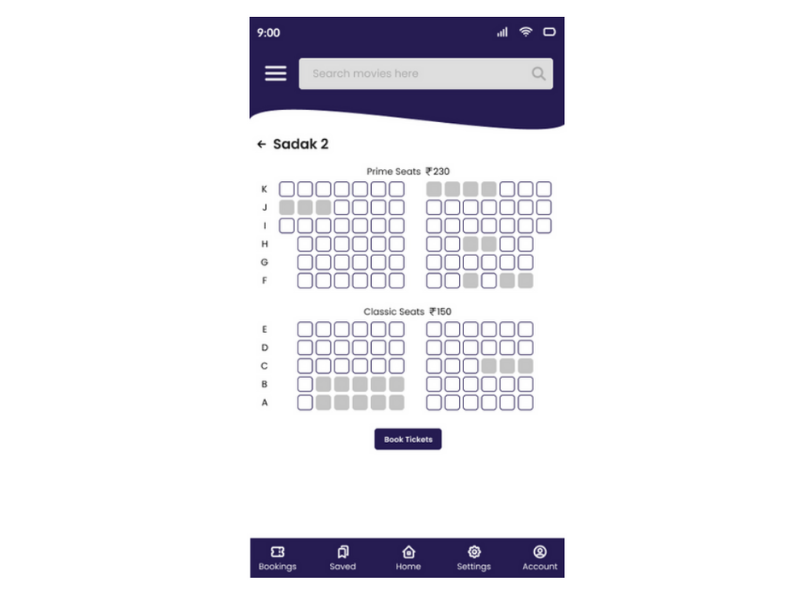 9:00
Search movies here
Sadak 2
Prime Seats ₹230
K
J
I
H
G
F
Classic Seats ₹150
E
D
C
B
A
Book Tickets
Bookings Saved Home Settings Account